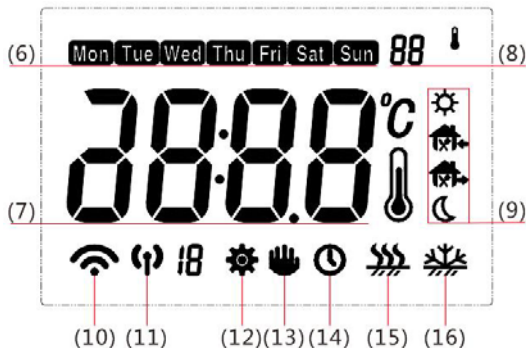 (6) Mon Tue Wed Thu Fri Sat Sun 88 (8)
28:8.8 °C
(7) (9)
18
(10) (11) (12) (13) (14) (15) (16)